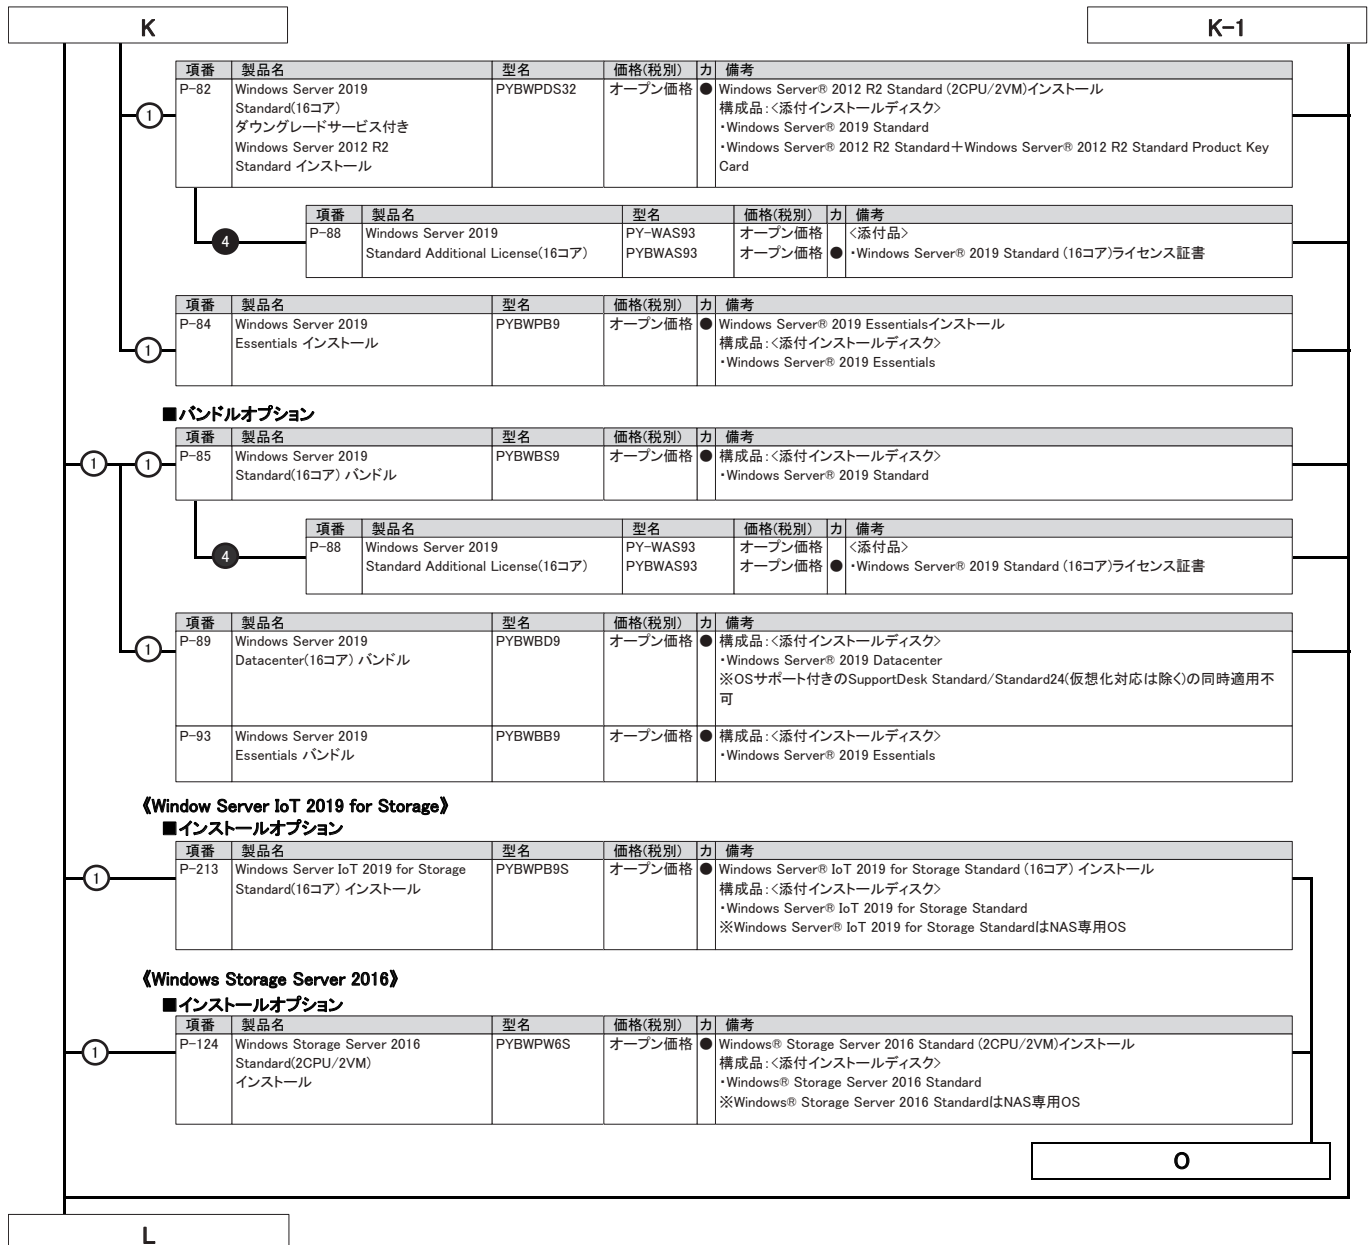 K
K-1
項番 製品名 型名 価格(税別) カ 備考
P-82 Windows Server 2019 PYBWPDS32 オープン価格 ● Windows Server® 2012 R2 Standard (2CPU/2VM)インストール
Standard(16コア) 構成品:<添付インストールディスク>
ダウングレードサービス付き ・Windows Server® 2019 Standard
Windows Server 2012 R2 ・Windows Server® 2012 R2 Standard+Windows Server® 2012 R2 Standard Product Key
Standard インストール Card
1
項番 製品名 型名 価格(税別) カ 備考
P-88 Windows Server 2019 PY-WAS93 オープン価格 <添付品>
Standard Additional License(16コア) PYBWAS93 オープン価格 ● ・Windows Server® 2019 Standard (16コア)ライセンス証書
4
項番 製品名 型名 価格(税別) カ 備考
P-84 Windows Server 2019 PYBWPB9 オープン価格 ● Windows Server® 2019 Essentialsインストール
Essentials インストール 構成品:<添付インストールディスク>
・Windows Server® 2019 Essentials
1
■バンドルオプション
項番 製品名 型名 価格(税別) カ 備考
P-85 Windows Server 2019 PYBWBS9 オープン価格 ● 構成品:<添付インストールディスク>
Standard(16コア) バンドル ・Windows Server® 2019 Standard
1 1
項番 製品名 型名 価格(税別) カ 備考
P-88 Windows Server 2019 PY-WAS93 オープン価格 <添付品>
Standard Additional License(16コア) PYBWAS93 オープン価格 ● ・Windows Server® 2019 Standard (16コア)ライセンス証書
4
項番 製品名 型名 価格(税別) カ 備考
P-89 Windows Server 2019 PYBWBD9 オープン価格 ● 構成品:<添付インストールディスク>
Datacenter(16コア) バンドル ・Windows Server® 2019 Datacenter
※OSサポート付きのSupportDesk Standard/Standard24(仮想化対応は除く)の同時適用不
可
1
P-93 Windows Server 2019 PYBWBB9 オープン価格 ● 構成品:<添付インストールディスク>
Essentials バンドル ・Windows Server® 2019 Essentials
《Window Server IoT 2019 for Storage》
■インストールオプション
項番 製品名 型名 価格(税別) カ 備考
P-213 Windows Server IoT 2019 for Storage PYBWPB9S オープン価格 ● Windows Server® IoT 2019 for Storage Standard (16コア) インストール
Standard(16コア) インストール 構成品:<添付インストールディスク>
・Windows Server® IoT 2019 for Storage Standard
※Windows Server® IoT 2019 for Storage StandardはNAS専用OS
1
《Windows Storage Server 2016》
■インストールオプション
項番 製品名 型名 価格(税別) カ 備考
P-124 Windows Storage Server 2016 PYBWPW6S オープン価格 ● Windows® Storage Server 2016 Standard (2CPU/2VM)インストール
Standard(2CPU/2VM) 構成品:<添付インストールディスク>
インストール ・Windows® Storage Server 2016 Standard
※Windows® Storage Server 2016 StandardはNAS専用OS
1
O
L